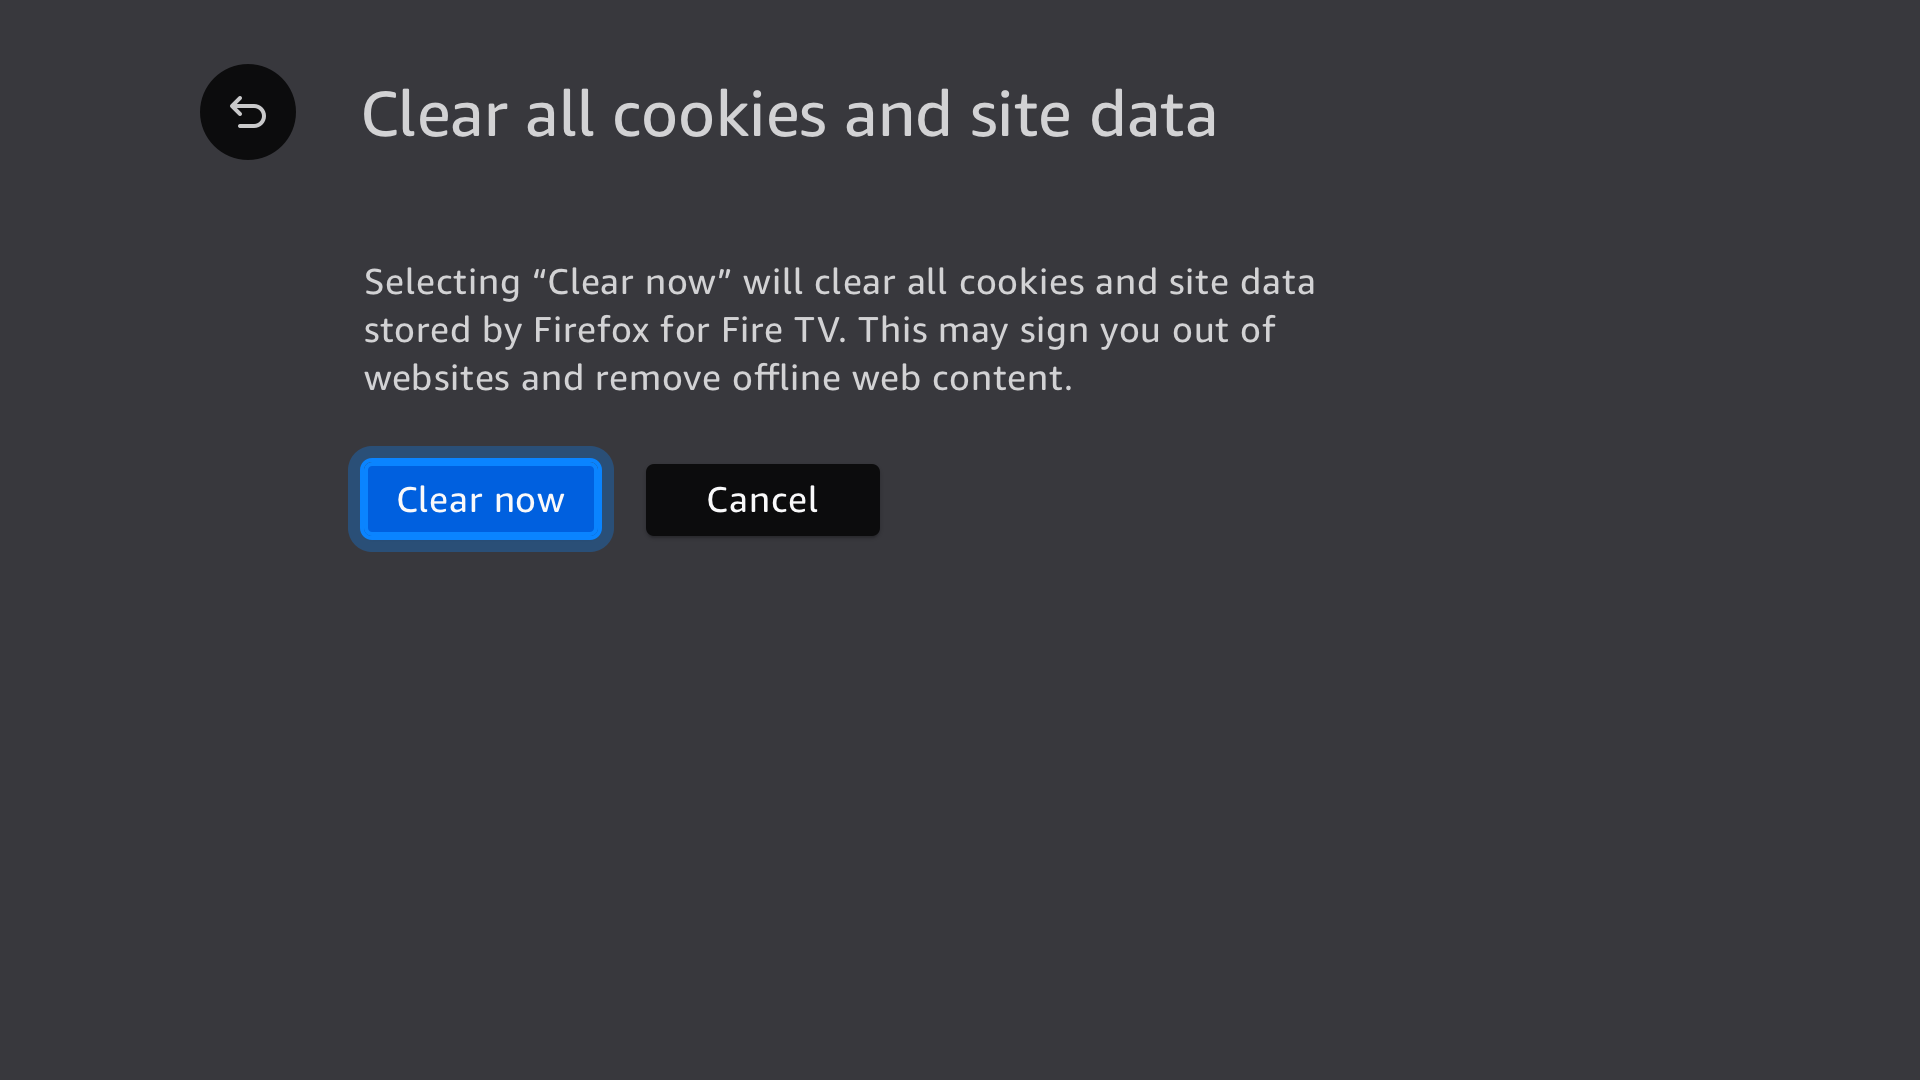 Clear all cookies and site data
Selecting “Clear now” will clear all cookies and site data
stored by Firefox for Fire TV. This may sign you out of
websites and remove offline web content.
Clear now
Cancel